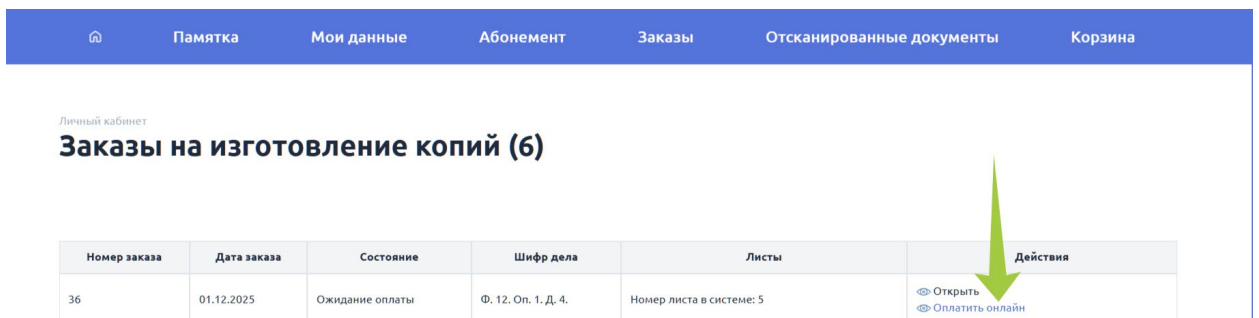 Памятка Мои данные Абонемент Заказы Отсканированные документы Корзина
Личный кабинет
Заказы на изготовление копий (6)
Номер заказа Дата заказа Состояние Шифр дела Листы Действия
36 01.12.2025 Ожидание оплаты Ф. 12. Оп. 1. Д. 4. Номер листа в системе: 5 Открыть
Оплатить онлайн